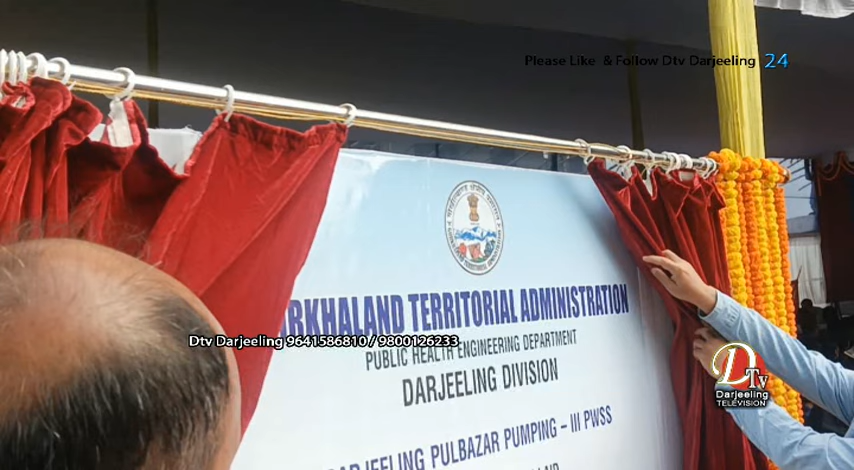 Please Like & Follow Dtv Darjeeling 24
RKHALAND TERRITORIAL ADMINISTRATION
Dtv Darjeeling 9641586810 / 9800126233
PUBLIC HEALTH ENGINEERING DEPARTMENT
DARJEELING DIVISION
DTv
Darjeeling
TELEVISION
DARJEELING PULBAZAR PUMPING – III PWSS